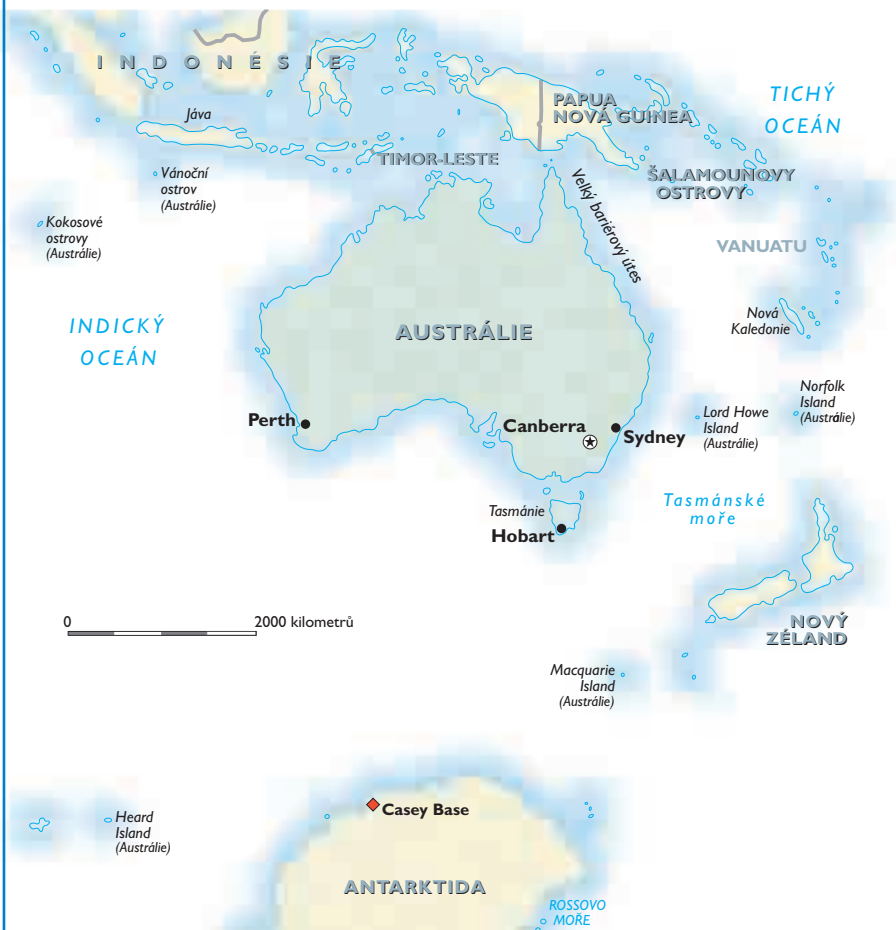 INDONÉSIE
Jáva
PAPUA
NOVÁ GUINEA
TICHÝ
OCEÁN
TIMOR-LESTE
Vánoční
ostrov
(Austrálie)
ŠALAMOUNOVY
OSTROVY
Velký bariérový útes
Kokosové
ostrovy
(Austrálie)
VANUATU
INDICKÝ
OCEÁN
AUSTRÁLIE
Nová
Kaledonie
Perth
Canberra
Sydney
Lord Howe
Island
(Austrálie)
Norfolk
Island
(Austrálie)
Tasmánie
Hobart
Tasmánské
moře
0 2000 kilometrů
NOVÝ
ZÉLAND
Macquarie
Island
(Austrálie)
Casey Base
Heard
Island
(Austrálie)
ANTARKTIDA
ROSSOVO
MOŘE